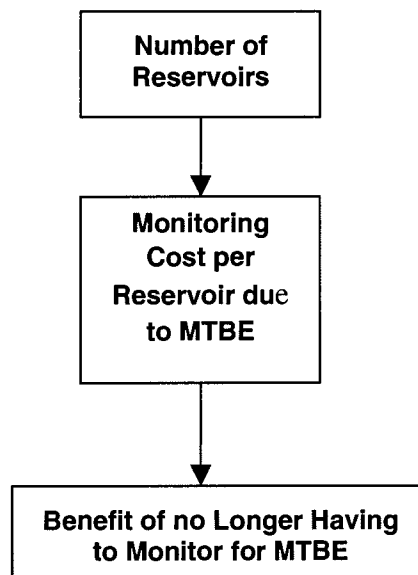 Number of
Reservoirs
Monitoring
Cost per
Reservoir due
to MTBE
Benefit of no Longer Having
to Monitor for MTBE